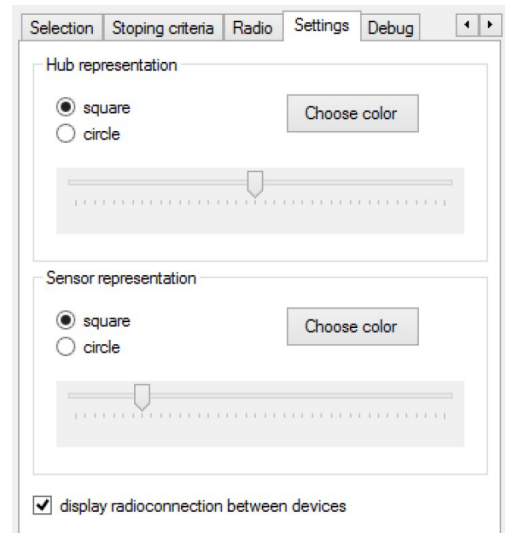 Selection Stoping criteria Radio Settings Debug
Hub representation
square
Choose color
circle
Sensor representation
square
Choose color
circle
display radioconnection between devices